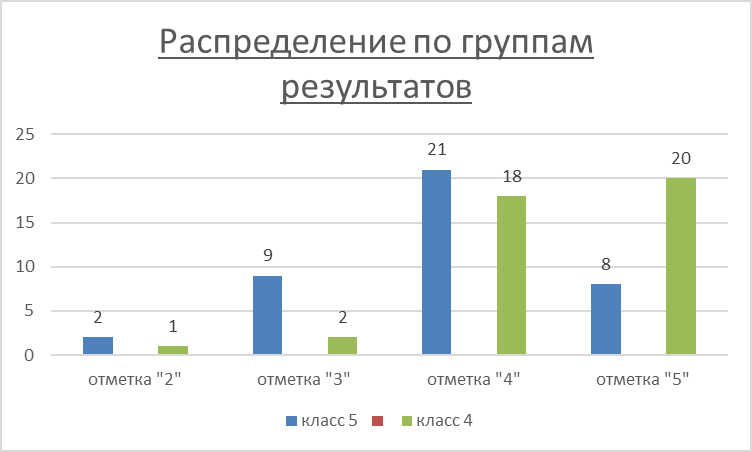 Распределение по группам
результатов
25
20
15
10
5
0
2
1
9
2
21
18
8
20
отметка "2"
отметка "3"
отметка "4"
отметка "5"
класс 5
класс 4